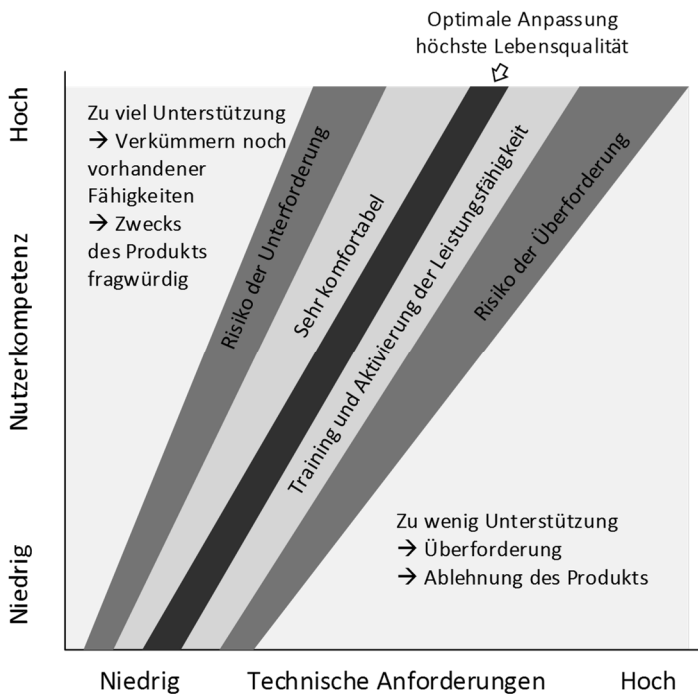 Optimale Anpassung
höchste Lebensqualität
Hoch
Nutzerkompetenz
Niedrig
Zu viel Unterstützung
→ Verkümmern noch
vorhandener
Fähigkeiten
→ Zwecks
des Produkts
fragwürdig
Risiko der Unterforderung
Sehr komfortabel
Training und Aktivierung der Leistungsfähigkeit
Risiko der Überforderung
Zu wenig Unterstützung
→ Überforderung
→ Ablehnung des Produkts
Niedrig
Technische Anforderungen
Hoch